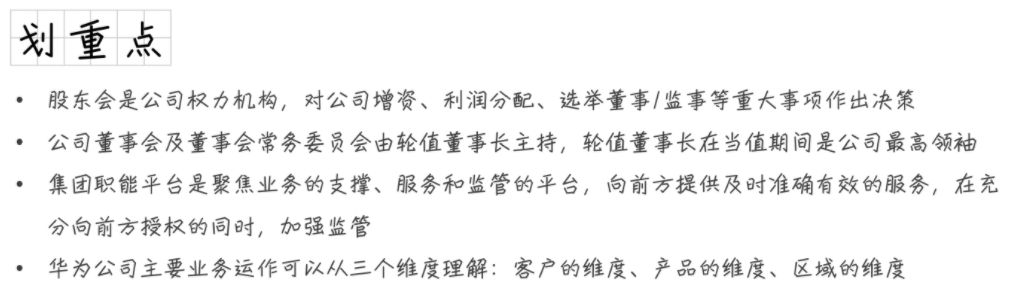 划重点
• 股东会是公司权力机构，对公司增资、利润分配、选举董事/监事等重大事项作出决策
• 公司董事会及董事会常务委员会由轮值董事长主持，轮值董事长在当值期间是公司最高领袖
• 集团职能平台是聚焦业务的支撑、服务和监管的平台，向前方提供及时准确有效的服务，在充
分向前方授权的同时，加强监管
• 华为公司主要业务运作可以从三个维度理解：客户的维度、产品的维度、区域的维度